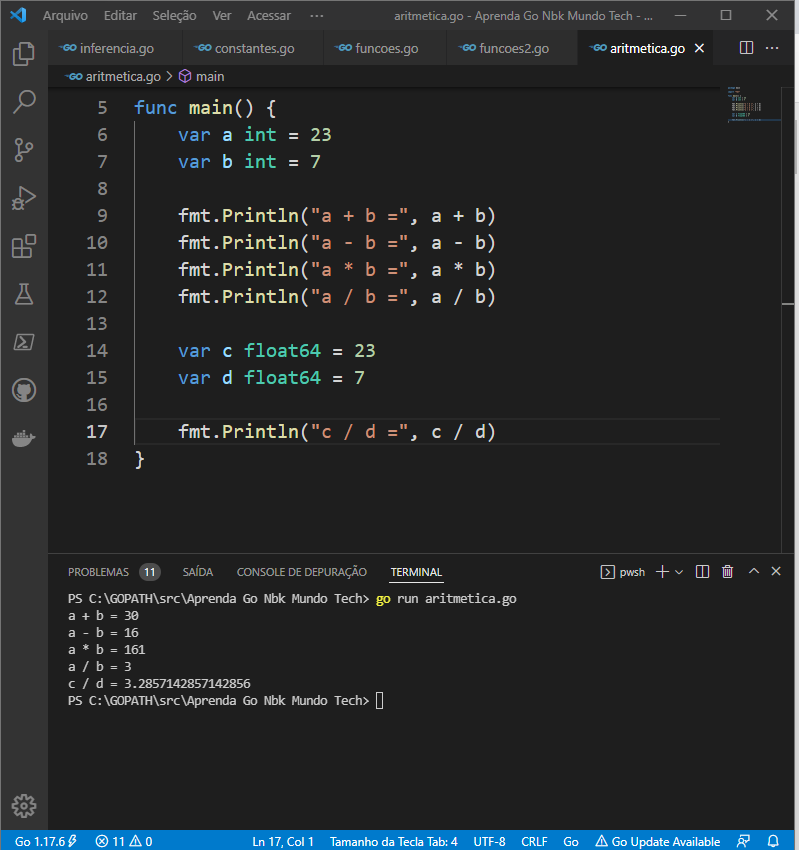 Arquivo Editar Seleção Ver Acessar ··· aritmetica.go - Aprenda Go Nbk Mundo Tech - ...
inferencia.go constantes.go funcoes.go funcoes2.go aritmetica.go
aritmetica.go > main
5 func main() {
6 var a int = 23
7 var b int = 7
8
9 fmt.Println("a + b =", a + b)
10 fmt.Println("a - b =", a - b)
11 fmt.Println("a * b =", a * b)
12 fmt.Println("a / b =", a / b)
13
14 var c float64 = 23
15 var d float64 = 7
16
17 fmt.Println("c / d =", c / d)
18 }
PROBLEMAS 11 SAÍDA CONSOLE DE DEPURAÇÃO TERMINAL pwsh
PS C:\GOPATH\src\Aprenda Go Nbk Mundo Tech> go run aritmetica.go
a + b = 30
a - b = 16
a * b = 161
a / b = 3
c / d = 3.2857142857142856
PS C:\GOPATH\src\Aprenda Go Nbk Mundo Tech>
Go 1.17.6 11 0 Ln 17, Col 1 Tamanho da Tecla Tab: 4 UTF-8 CRLF Go Go Update Available